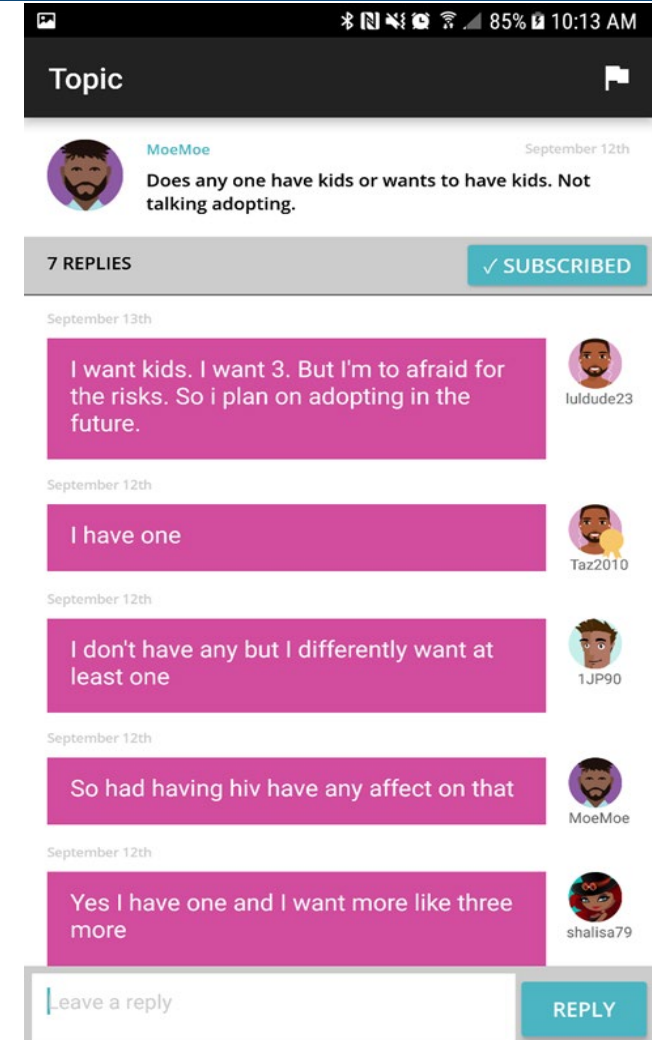 85% 10:13 AM
Topic
MoeMoe
September 12th
Does any one have kids or wants to have kids. Not
talking adopting.
7 REPLIES
✓ SUBSCRIBED
September 13th
I want kids. I want 3. But I'm to afraid for
the risks. So i plan on adopting in the
future.
luldude23
September 12th
I have one
Taz2010
September 12th
I don't have any but I differently want at
least one
1JP90
September 12th
So had having hiv have any affect on that
MoeMoe
September 12th
Yes I have one and I want more like three
more
shalisa79
Leave a reply
REPLY